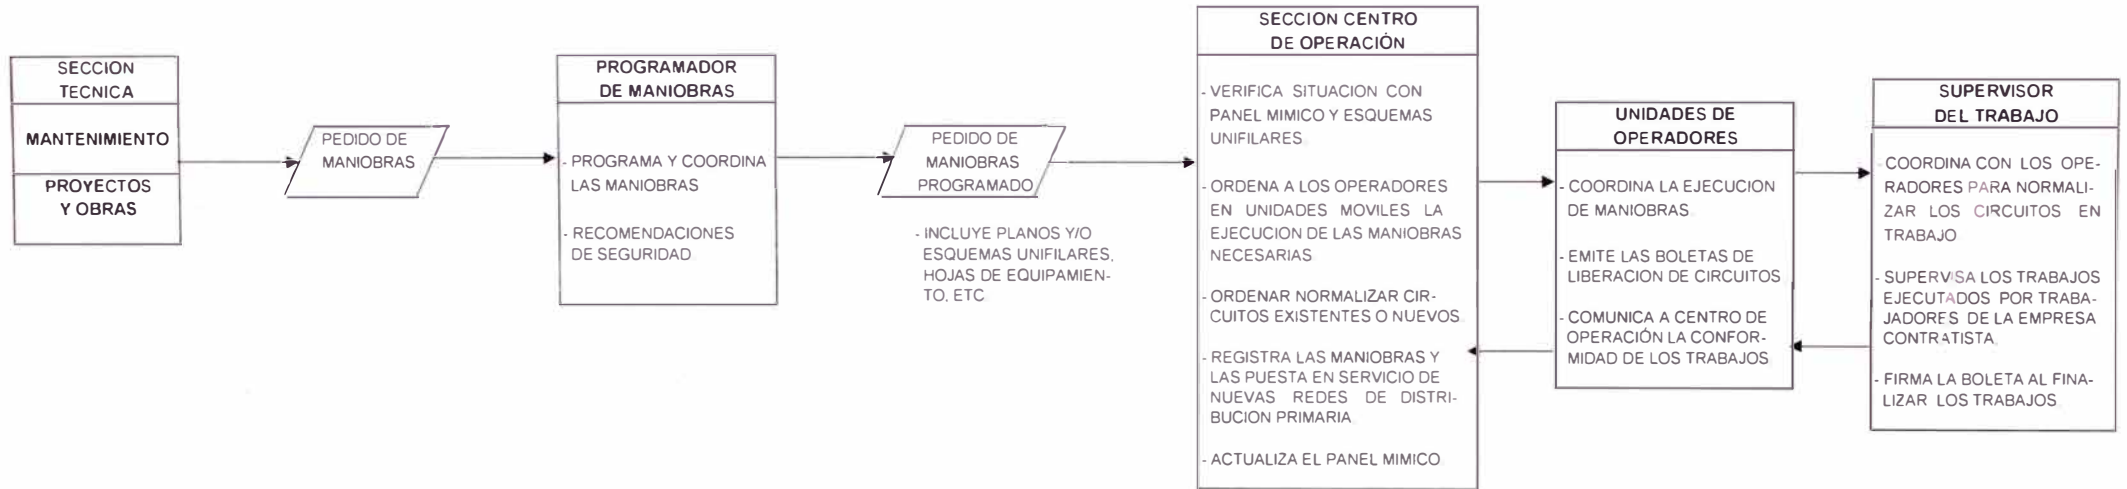 SECCION
TECNICA
MANTENIMIENTO
PROYECTOS
Y OBRAS
PEDIDO DE
MANIOBRAS
PROGRAMADOR
DE MANIOBRAS
- PROGRAMA Y COORDINA
LAS MANIOBRAS
- RECOMENDACIONES
DE SEGURIDAD
PEDIDO DE
MANIOBRAS
PROGRAMADO
- INCLUYE PLANOS Y/O
ESQUEMAS UNIFILARES,
HOJAS DE EQUIPAMIEN-
TO, ETC
SECCION CENTRO
DE OPERACIÓN
- VERIFICA SITUACION CON
PANEL MIMICO Y ESQUEMAS
UNIFILARES
- ORDENA A LOS OPERADORES
EN UNIDADES MOVILES LA
EJECUCION DE LAS MANIOBRAS
NECESARIAS
- ORDENAR NORMALIZAR CIR-
CUITOS EXISTENTES O NUEVOS
- REGISTRA LAS MANIOBRAS Y
LAS PUESTA EN SERVICIO DE
NUEVAS REDES DE DISTRI-
BUCION PRIMARIA
- ACTUALIZA EL PANEL MIMICO
UNIDADES DE
OPERADORES
- COORDINA LA EJECUCION
DE MANIOBRAS
- EMITE LAS BOLETAS DE
LIBERACION DE CIRCUITOS
- COMUNICA A CENTRO DE
OPERACIÓN LA CONFOR-
MIDAD DE LOS TRABAJOS
SUPERVISOR
DEL TRABAJO
- COORDINA CON LOS OPE-
RADORES PARA NORMALI-
ZAR LOS CIRCUITOS EN
TRABAJO
- SUPERVISA LOS TRABAJOS
EJECUTADOS POR TRABA-
JADORES DE LA EMPRESA
CONTRATISTA.
- FIRMA LA BOLETA AL FINA-
LIZAR LOS TRABAJOS